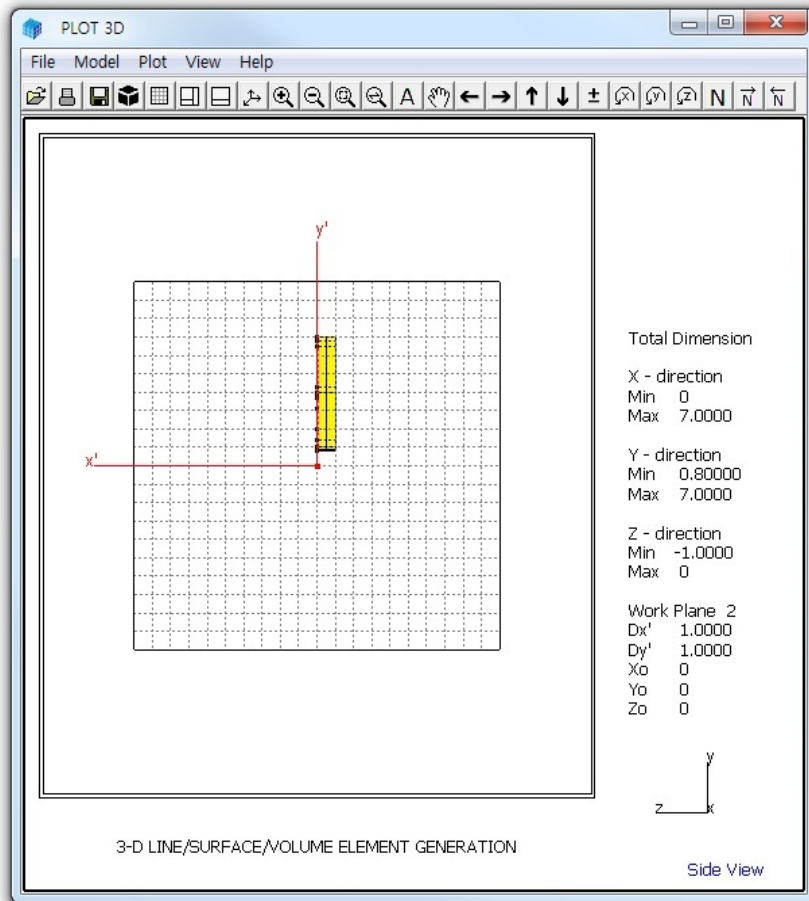 PLOT 3D
File Model Plot View Help
A ± x y z N N N
y'
x'
Total Dimension
X - direction
Min 0
Max 7.0000
Y - direction
Min 0.80000
Max 7.0000
Z - direction
Min -1.0000
Max 0
Work Plane 2
Dx' 1.0000
Dy' 1.0000
Xo 0
Yo 0
Zo 0
y
z x
3-D LINE/SURFACE/VOLUME ELEMENT GENERATION
Side View